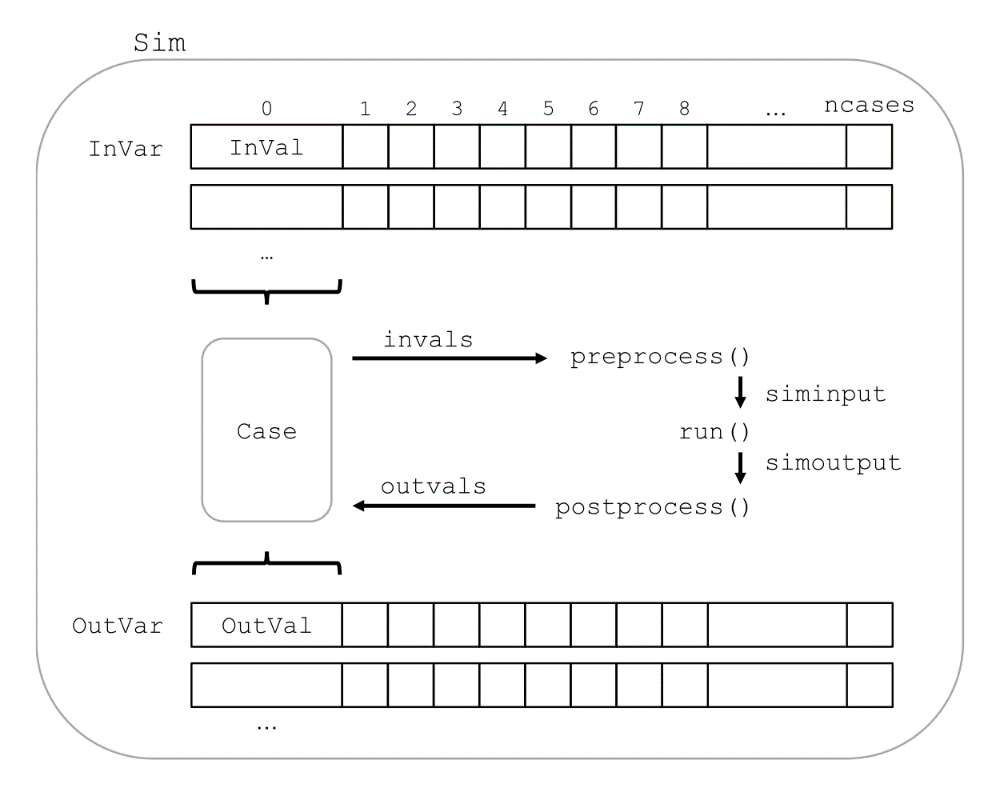 Sim
0 1 2 3 4 5 6 7 8 ... ncases
InVar InVal
...
invals
preprocess()
siminput
Case
run()
simoutput
outvals
postprocess()
OutVar OutVal
...